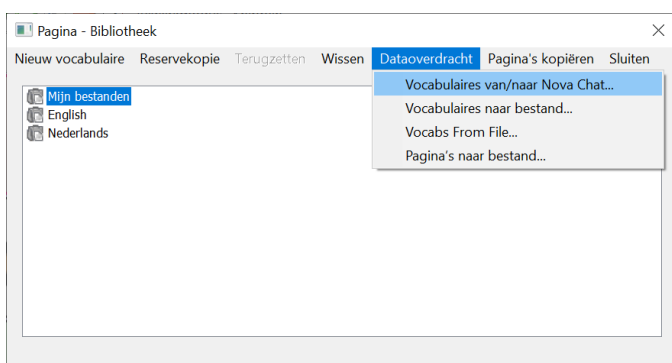 Pagina - Bibliotheek
Nieuw vocabulaire Reservekopie Terugzetten Wissen Dataoverdracht Pagina's kopiëren Sluiten
Vocabulaires van/naar Nova Chat...
Vocabulaires naar bestand...
Vocabs From File...
Pagina's naar bestand...
Mijn bestanden
English
Nederlands